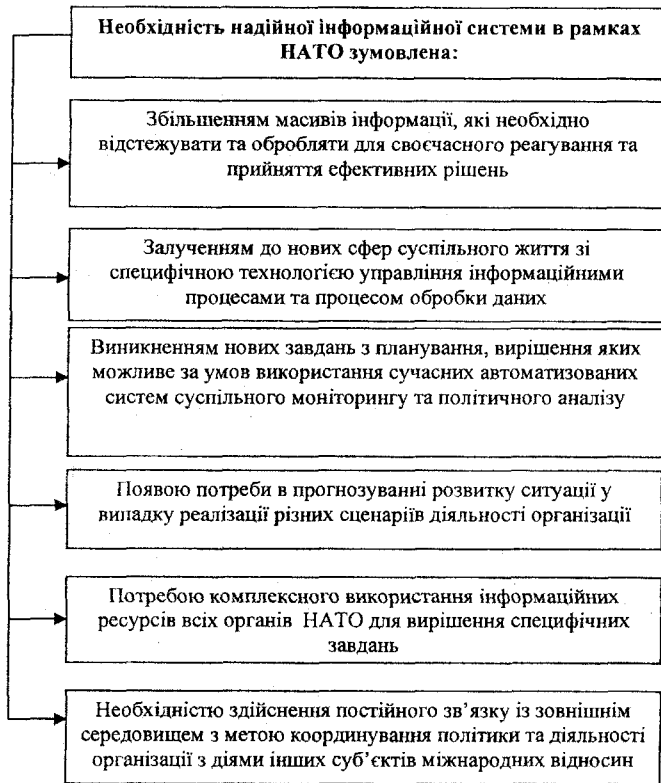 Необхідність надійної інформаційної системи в рамках
НАТО зумовлена:
Збільшенням масивів інформації, які необхідно
відстежувати та обробляти для своєчасного реагування та
прийняття ефективних рішень
Залученням до нових сфер суспільного життя зі
специфічною технологією управління інформаційними
процесами та процесом обробки даних
Виникненням нових завдань з планування, вирішення яких
можливе за умов використання сучасних автоматизованих
систем суспільного моніторингу та політичного аналізу
Появою потреби в прогнозуванні розвитку ситуації у
випадку реалізації різних сценаріїв діяльності організації
Потребою комплексного використання інформаційних
ресурсів всіх органів НАТО для вирішення специфічних
завдань
Необхідністю здійснення постійного зв’язку із зовнішнім
середовищем з метою координування політики та діяльності
організації з діями інших суб’єктів міжнародних відносин